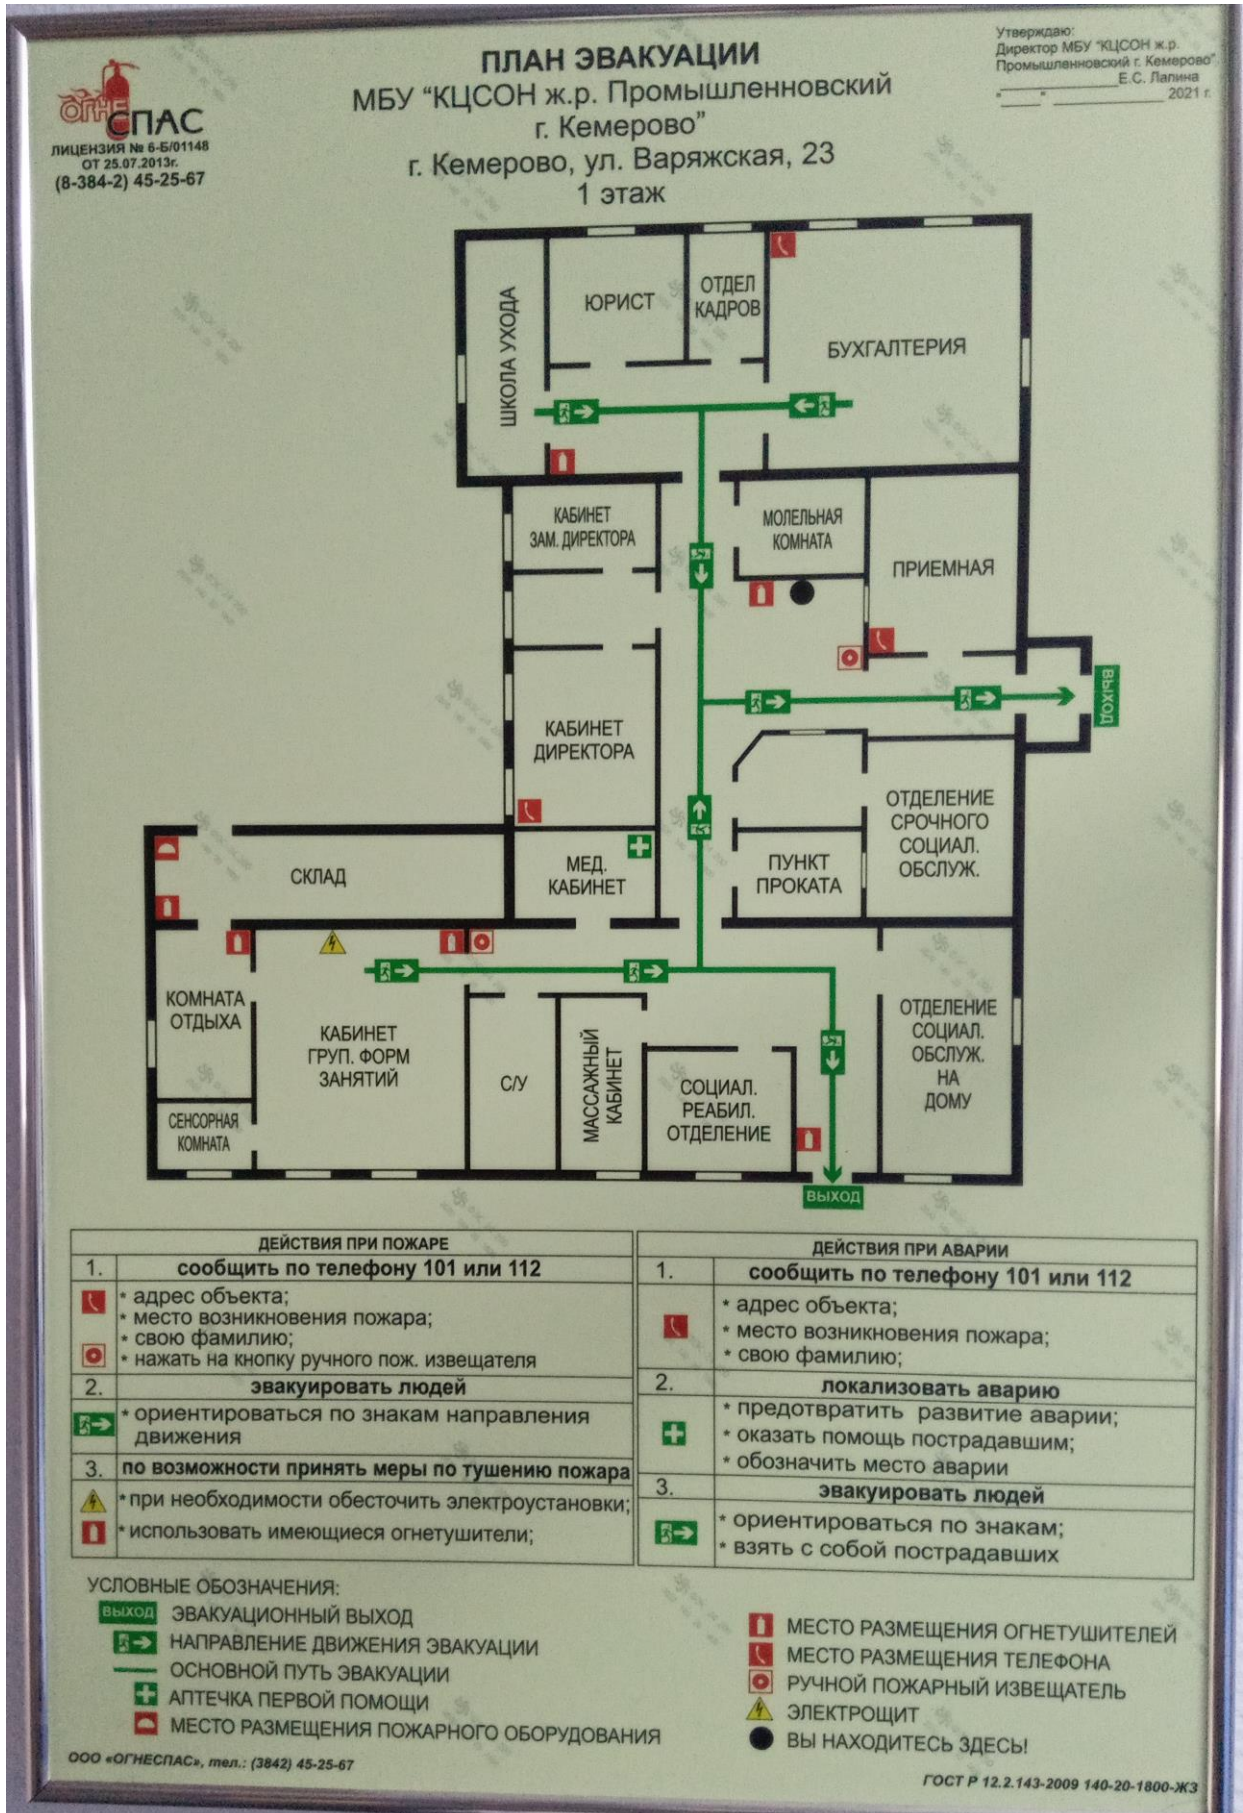 ОГНЕ
СПАС
ЛИЦЕНЗИЯ № 6-Б/01148
ОТ 25.07.2013г.
(8-384-2) 45-25-67
ПЛАН ЭВАКУАЦИИ
МБУ "КЦСОН ж.р. Промышленновский
г. Кемерово"
г. Кемерово, ул. Варяжская, 23
1 этаж
Утверждаю:
Директор МБУ "КЦСОН ж.р.
Промышленновский г. Кемерово"
Е.С. Лапина
"_____" 2021 г.
ШКОЛА УХОДА
ЮРИСТ
ОТДЕЛ
КАДРОВ
БУХГАЛТЕРИЯ
КАБИНЕТ
ЗАМ. ДИРЕКТОРА
МОЛЕЛЬНАЯ
КОМНАТА
ПРИЕМНАЯ
ВЫХОД
КАБИНЕТ
ДИРЕКТОРА
ОТДЕЛЕНИЕ
СРОЧНОГО
СОЦИАЛ.
ОБСЛУЖ.
СКЛАД
МЕД.
КАБИНЕТ
ПУНКТ
ПРОКАТА
КОМНАТА
ОТДЫХА
КАБИНЕТ
ГРУП. ФОРМ
ЗАНЯТИЙ
С/У
МАССАЖНЫЙ
КАБИНЕТ
СОЦИАЛ.
РЕАБИЛ.
ОТДЕЛЕНИЕ
ОТДЕЛЕНИЕ
СОЦИАЛ.
ОБСЛУЖ.
НА
ДОМУ
СЕНСОРНАЯ
КОМНАТА
ВЫХОД
ДЕЙСТВИЯ ПРИ ПОЖАРЕ
1. сообщить по телефону 101 или 112
* адрес объекта;
* место возникновения пожара;
* свою фамилию;
* нажать на кнопку ручного пож. извещателя
2. эвакуировать людей
* ориентироваться по знакам направления
движения
3. по возможности принять меры по тушению пожара
* при необходимости обесточить электроустановки;
* использовать имеющиеся огнетушители;
ДЕЙСТВИЯ ПРИ АВАРИИ
1. сообщить по телефону 101 или 112
* адрес объекта;
* место возникновения пожара;
* свою фамилию;
2. локализовать аварию
* предотвратить развитие аварии;
* оказать помощь пострадавшим;
* обозначить место аварии
3. эвакуировать людей
* ориентироваться по знакам;
* взять с собой пострадавших
УСЛОВНЫЕ ОБОЗНАЧЕНИЯ:
ВЫХОД ЭВАКУАЦИОННЫЙ ВЫХОД
НАПРАВЛЕНИЕ ДВИЖЕНИЯ ЭВАКУАЦИИ
ОСНОВНОЙ ПУТЬ ЭВАКУАЦИИ
АПТЕЧКА ПЕРВОЙ ПОМОЩИ
МЕСТО РАЗМЕЩЕНИЯ ПОЖАРНОГО ОБОРУДОВАНИЯ
МЕСТО РАЗМЕЩЕНИЯ ОГНЕТУШИТЕЛЕЙ
МЕСТО РАЗМЕЩЕНИЯ ТЕЛЕФОНА
РУЧНОЙ ПОЖАРНЫЙ ИЗВЕЩАТЕЛЬ
ЭЛЕКТРОЩИТ
ВЫ НАХОДИТЕСЬ ЗДЕСЬ!
ООО «ОГНЕСПАС», тел.: (3842) 45-25-67
ГОСТ Р 12.2.143-2009 140-20-1800-ЖЗ